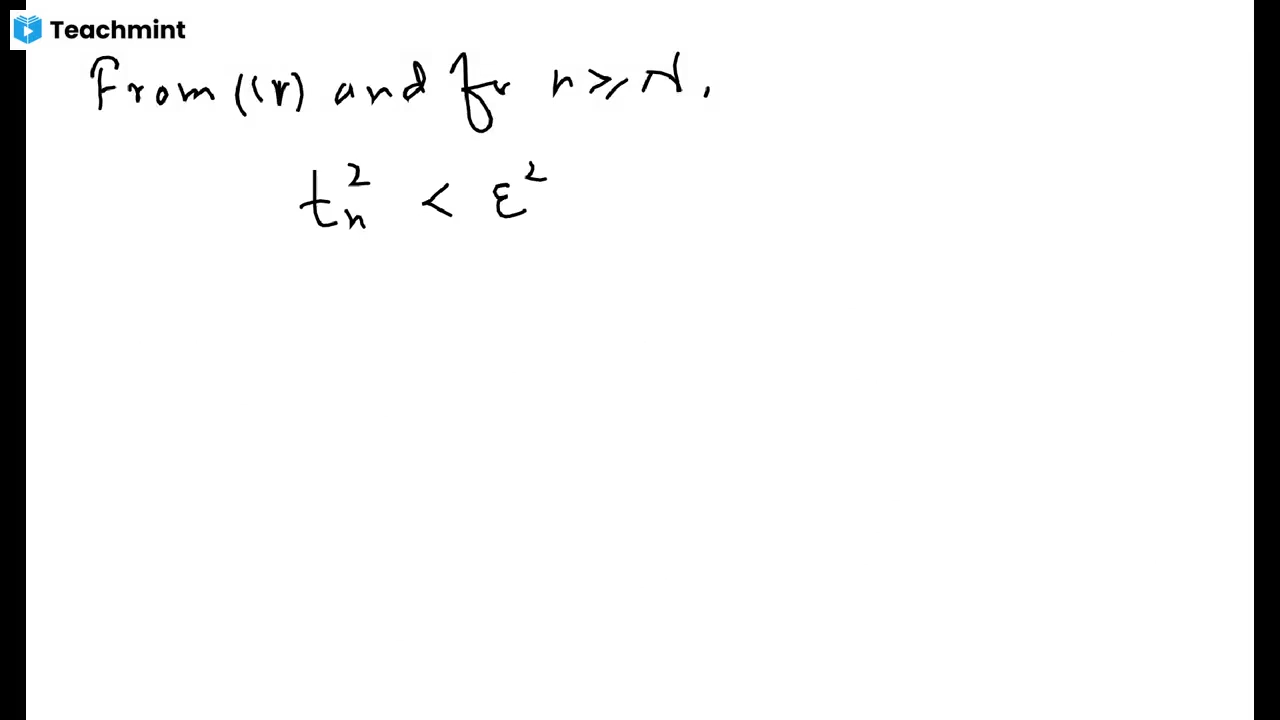 Teachmint
From (iv) and for n ≥ N,
tₙ² < ε²